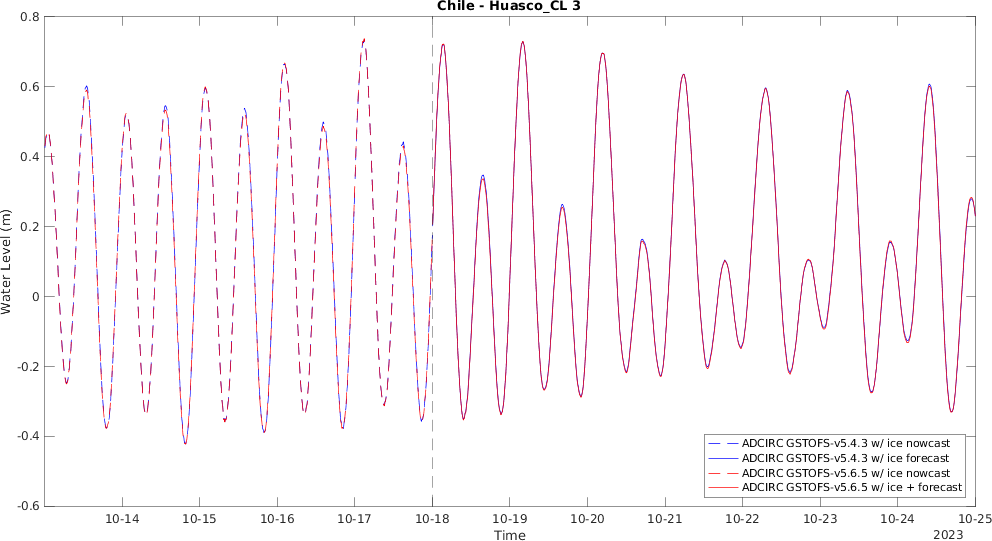 Chile - Huasco_CL 3
Water Level (m)
0.8
0.6
0.4
0.2
0
-0.2
-0.4
-0.6
10-14 10-15 10-16 10-17 10-18 10-19 10-20 10-21 10-22 10-23 10-24 10-25
Time
2023
ADCIRC GSTOFS-v5.4.3 w/ ice nowcast
ADCIRC GSTOFS-v5.4.3 w/ ice forecast
ADCIRC GSTOFS-v5.6.5 w/ ice nowcast
ADCIRC GSTOFS-v5.6.5 w/ ice + forecast